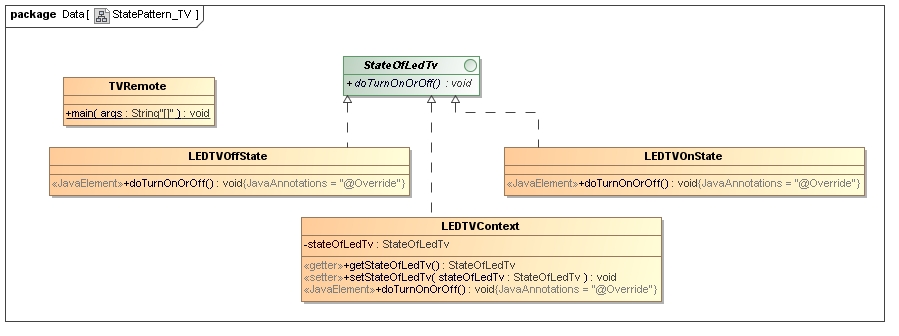 package Data[ StatePattern_TV ]
StateOfLedTv
+ doTurnOnOrOff() : void
TVRemote
+main( args : String"[]" ) : void
LEDTVOffState
«JavaElement»+doTurnOnOrOff() : void{JavaAnnotations = "@Override"}
LEDTVOnState
«JavaElement»+doTurnOnOrOff() : void{JavaAnnotations = "@Override"}
LEDTVContext
-stateOfLedTv : StateOfLedTv
«getter»+getStateOfLedTv() : StateOfLedTv
«setter»+setStateOfLedTv( stateOfLedTv : StateOfLedTv ) : void
«JavaElement»+doTurnOnOrOff() : void{JavaAnnotations = "@Override"}